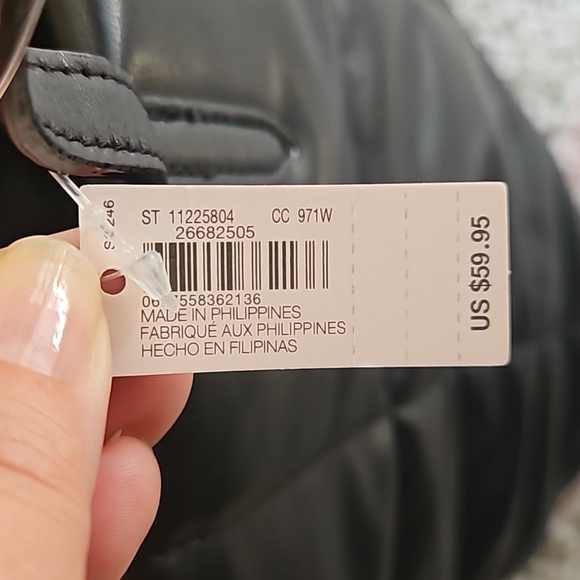 ST 11225804 CC 971W
26682505
MADE IN PHILIPPINES
FABRIQUÉ AUX PHILIPPINES
HECHO EN FILIPINAS
US $59.95